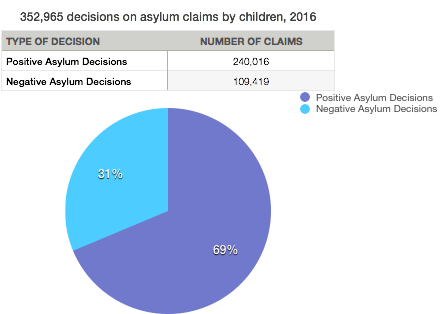 352,965 decisions on asylum claims by children, 2016
TYPE OF DECISION NUMBER OF CLAIMS
Positive Asylum Decisions 240,016
Negative Asylum Decisions 109,419
Positive Asylum Decisions
Negative Asylum Decisions
31%
69%